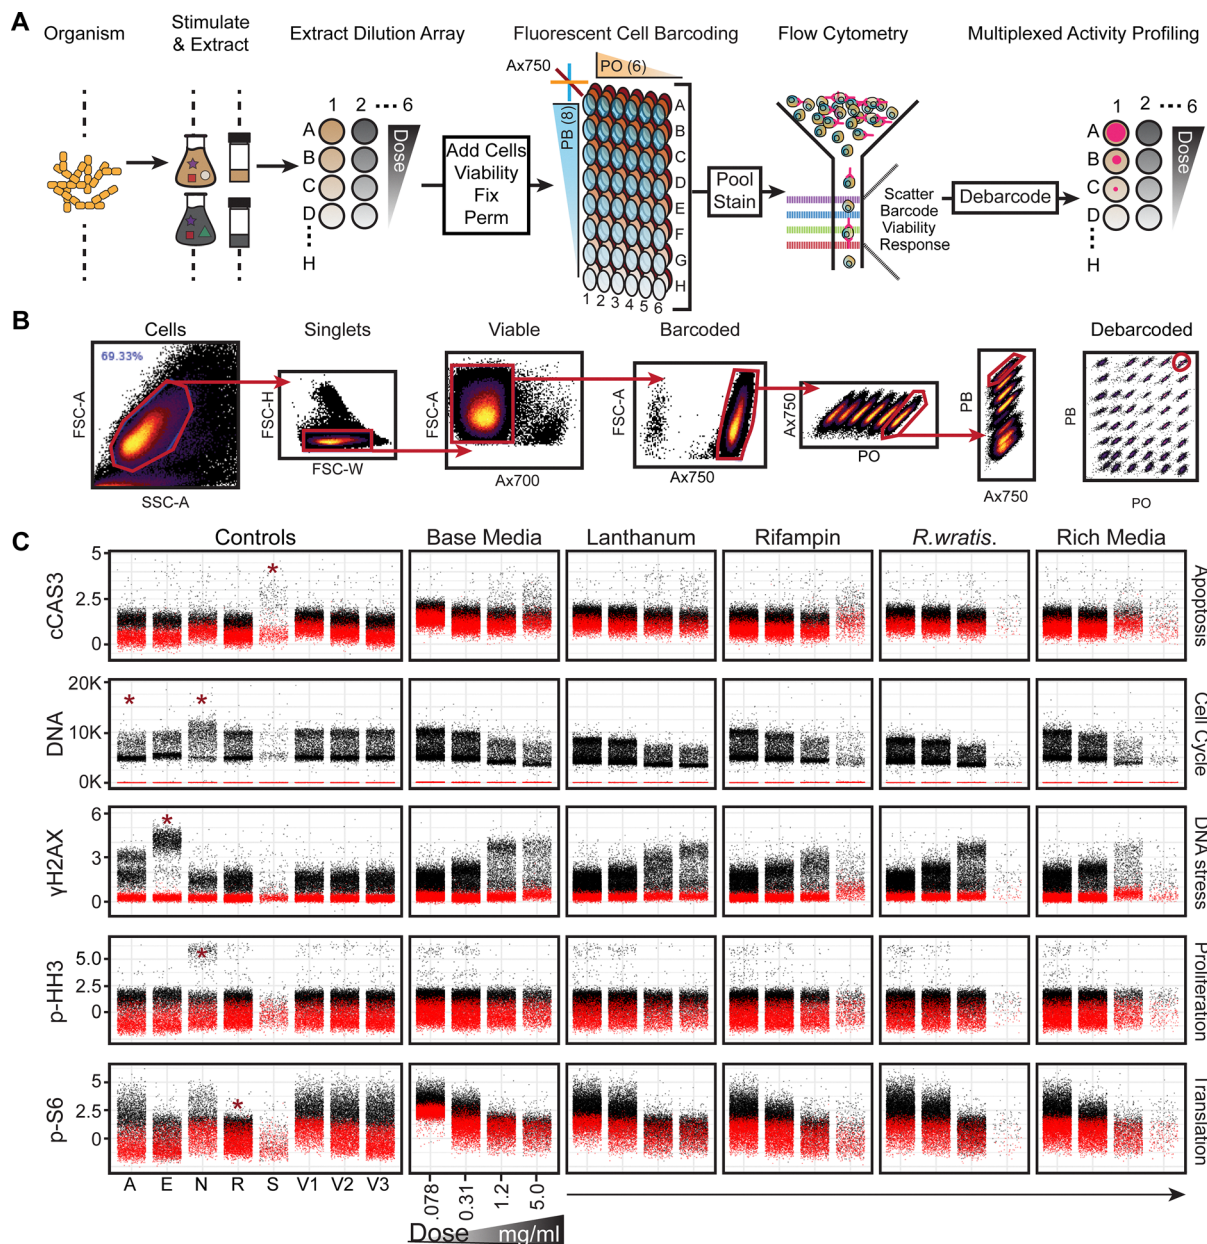 A
Organism
Stimulate
& Extract
Extract Dilution Array
Fluorescent Cell Barcoding
Flow Cytometry
Multiplexed Activity Profiling
1 2 6
A
B
C
D
H
Dose
Add Cells
Viability
Fix
Perm
Ax750
PO (6)
PB (8)
A
B
C
D
E
F
G
H
1 2 3 4 5 6
Pool
Stain
Scatter
Barcode
Viability
Response
Debarcode
1 2 6
A
B
C
D
H
Dose
B
Cells
Singlets
Viable
Barcoded
Debarcoded
69.33%
FSC-A
SSC-A
FSC-H
FSC-W
FSC-A
Ax700
FSC-A
Ax750
Ax750
PO
PB
Ax750
PB
PO
C
Controls
Base Media
Lanthanum
Rifampin
R.wratis.
Rich Media
cCAS3
5
2.5
0
*
Apoptosis
DNA
20K
10K
0K
* *
Cell Cycle
γH2AX
6
3
0
*
DNA stress
p-HH3
5.0
2.5
0
*
Proliferation
p-S6
5
2.5
0
*
Translation
A E N R S V1 V2 V3
.078 0.31 1.2 5.0
Dose mg/ml